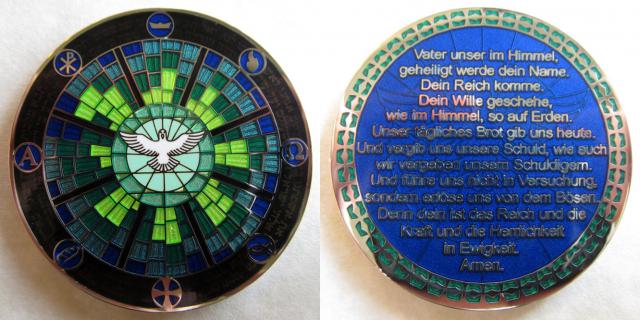 A
Ω
Vater unser im Himmel,
geheiligt werde dein Name.
Dein Reich komme.
Dein Wille geschehe,
wie im Himmel, so auf Erden.
Unser tägliches Brot gib uns heute.
Und vergib uns unsere Schuld, wie auch
wir vergeben unsern Schuldigern.
Und führe uns nicht in Versuchung,
sondern erlöse uns von dem Bösen.
Denn dein ist das Reich und die
Kraft und die Herrlichkeit
in Ewigkeit.
Amen.